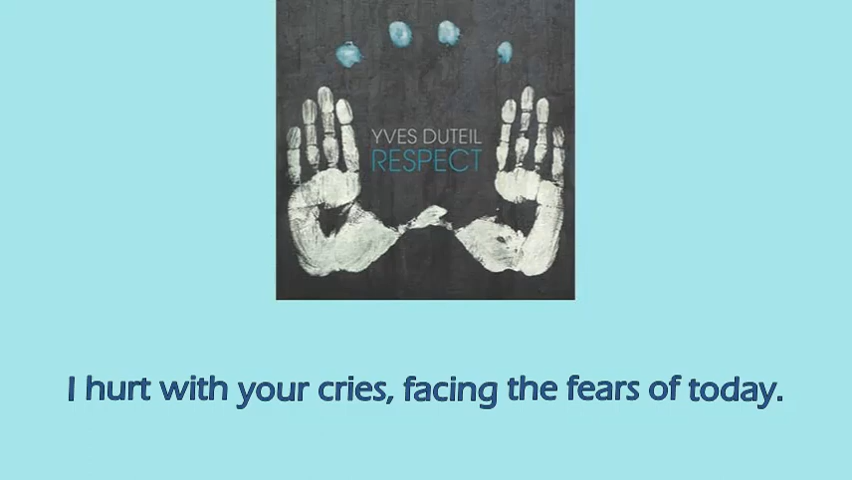 YVES DUTEIL
RESPECT
I hurt with your cries, facing the fears of today.